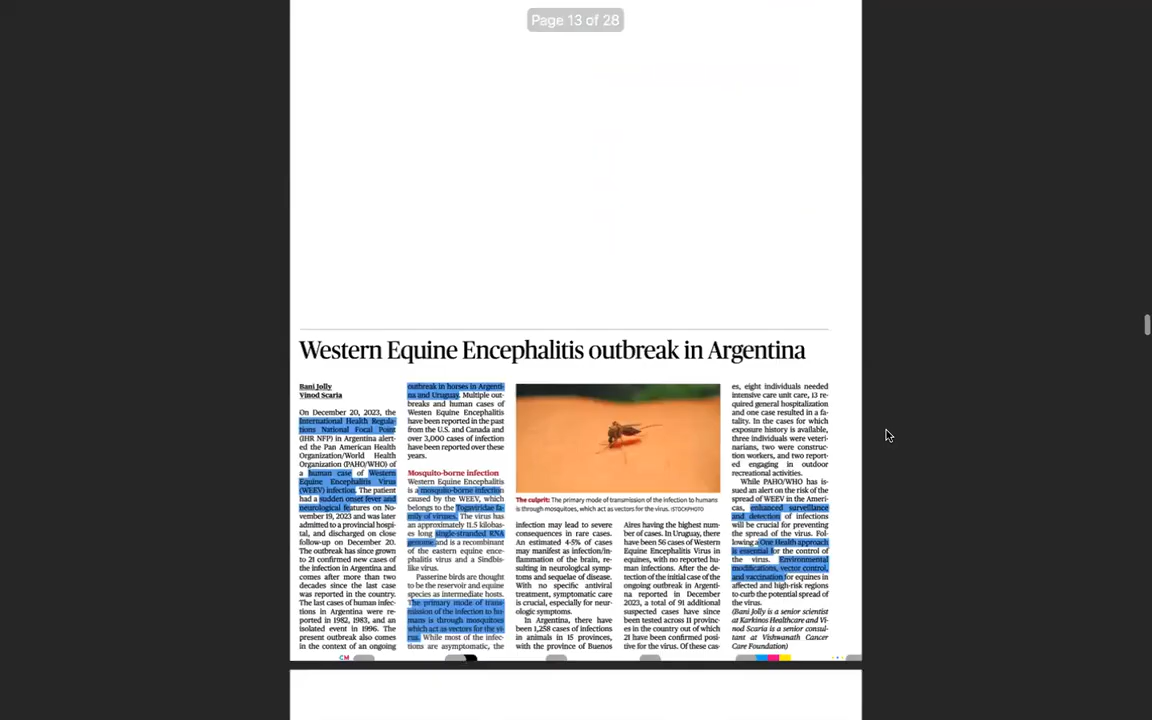 Page 13 of 28
Western Equine Encephalitis outbreak in Argentina
Bani Jolly
Vinod Scaria
On December 20, 2023, the
International Health Regula-
tions National Focal Point
(IHR NFP) in Argentina alert-
ed the Pan American Health
Organization/World Health
Organization (PAHO/WHO) of
a human case of Western
Equine Encephalitis Virus
(WEEV) infection. The patient
had a sudden onset fever and
neurological features on No-
vember 19, 2023 and was later
admitted to a provincial hospi-
tal, and discharged on close
follow-up on December 20.
The outbreak has since grown
to 21 confirmed new cases of
the infection in Argentina and
comes after more than two
decades since the last case
was reported in the country.
The last cases of human infec-
tions in Argentina were re-
ported in 1982, 1983, and an
isolated event in 1996. The
present outbreak also comes
in the context of an ongoing
outbreak in horses in Argenti-
na and Uruguay. Multiple out-
breaks and human cases of
Westen Equine Encephalitis
have been reported in the past
from the U.S. and Canada and
over 3,000 cases of infection
have been reported over these
years.
Mosquito-borne infection
Western Equine Encephalitis
is a mosquito-borne infection
caused by the WEEV, which
belongs to the Togaviridae fa-
mily of viruses. The virus has
an approximately 11.5 kilobas-
es long single-stranded RNA
genome and is a recombinant
of the eastern equine ence-
phalitis virus and a Sindbis-
like virus.
Passerine birds are thought
to be the reservoir and equine
species as intermediate hosts.
The primary mode of trans-
mission of the infection to hu-
mans is through mosquitoes
which act as vectors for the vi-
rus. While most of the infec-
tions are asymptomatic, the
The culprit: The primary mode of transmission of the infection to humans
is through mosquitoes, which act as vectors for the virus. ISTOCKPHOTO
infection may lead to severe
consequences in rare cases.
An estimated 4-5% of cases
may manifest as infection/in-
flammation of the brain, re-
sulting in neurological symp-
toms and sequelae of disease.
With no specific antiviral
treatment, symptomatic care
is crucial, especially for neur-
ologic symptoms.
In Argentina, there have
been 1,258 cases of infections
in animals in 15 provinces,
with the province of Buenos
Aires having the highest num-
ber of cases. In Uruguay, there
have been 56 cases of Western
Equine Encephalitis Virus in
equines, with no reported hu-
man infections. After the de-
tection of the initial case of the
ongoing outbreak in Argenti-
na reported in December
2023, a total of 91 additional
suspected cases have since
been tested across 11 provinc-
es in the country out of which
21 have been confirmed posi-
tive for the virus. Of these cas-
es, eight individuals needed
intensive care unit care, 13 re-
quired general hospitalization
and one case resulted in a fa-
tality. In the cases for which
exposure history is available,
three individuals were veteri-
narians, two were construc-
tion workers, and two report-
ed engaging in outdoor
recreational activities.
While PAHO/WHO has is-
sued an alert on the risk of the
spread of WEEV in the Ameri-
cas, enhanced surveillance
and detection of infections
will be crucial for preventing
the spread of the virus. Fol-
lowing a One Health approach
is essential for the control of
the virus. Environmental
modifications, vector control,
and vaccination for equines in
affected and high-risk regions
to curb the potential spread of
the virus.
(Bani Jolly is a senior scientist
at Karkinos Healthcare and Vi-
nod Scaria is a senior consul-
tant at Vishwanath Cancer
Care Foundation)
CM